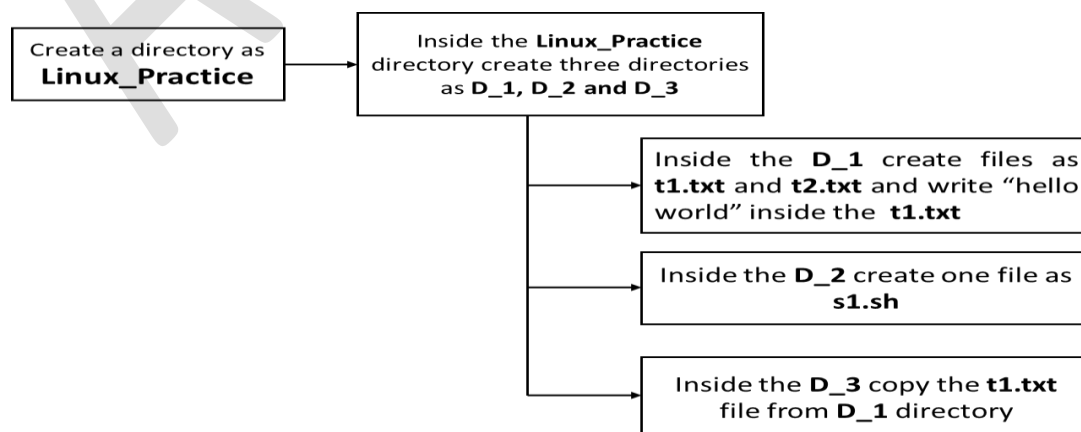 Create a directory as
Linux_Practice
Inside the Linux_Practice
directory create three directories
as D_1, D_2 and D_3
Inside the D_1 create files as
t1.txt and t2.txt and write “hello
world” inside the t1.txt
Inside the D_2 create one file as
s1.sh
Inside the D_3 copy the t1.txt
file from D_1 directory